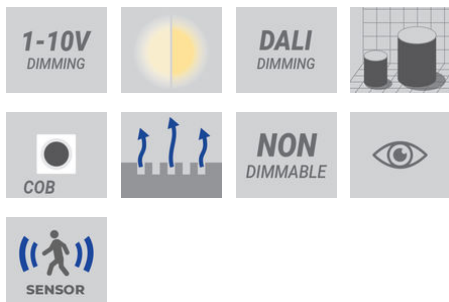 1-10V
DIMMING
DALI
DIMMING
COB
NON
DIMMABLE
SENSOR